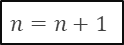 n = n + 1